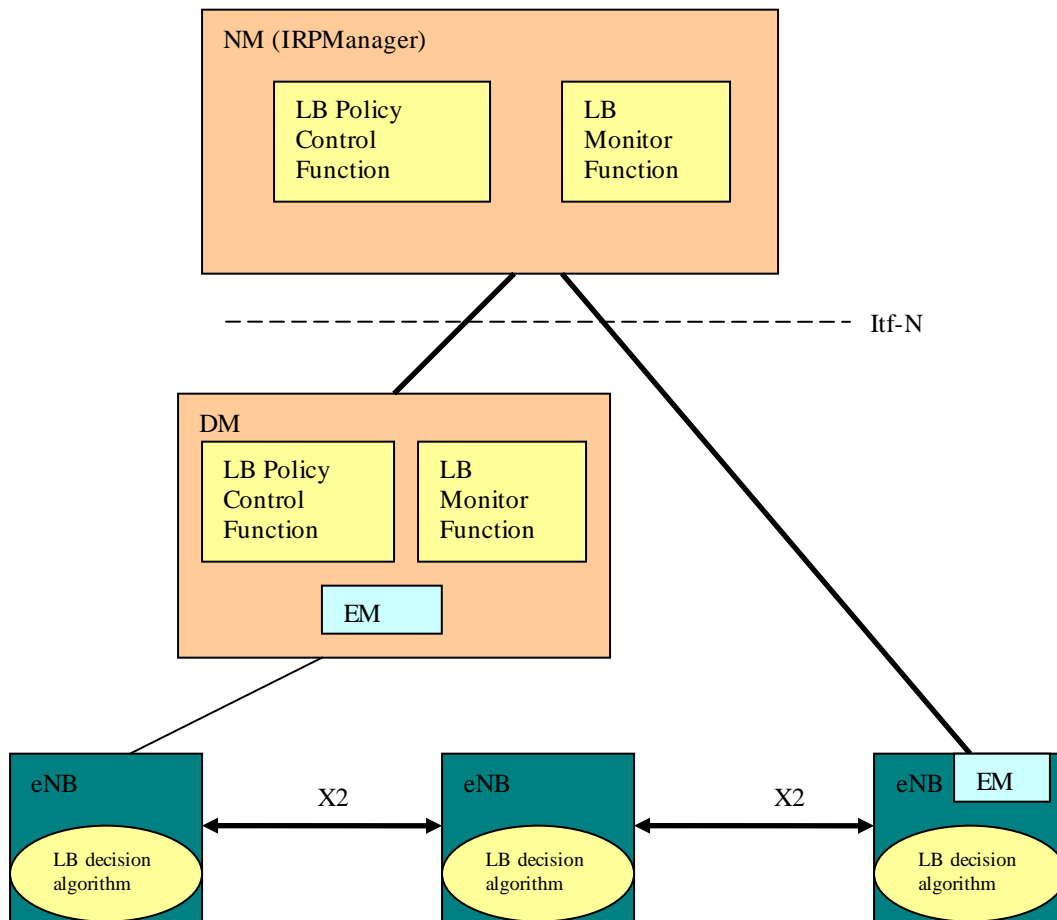 NM (IRPManager)
LB Policy
Control
Function
LB
Monitor
Function
Itf-N
DM
LB Policy
Control
Function
LB
Monitor
Function
EM
eNB
X2
eNB
X2
eNB
EM
LB decision
algorithm
LB decision
algorithm
LB decision
algorithm